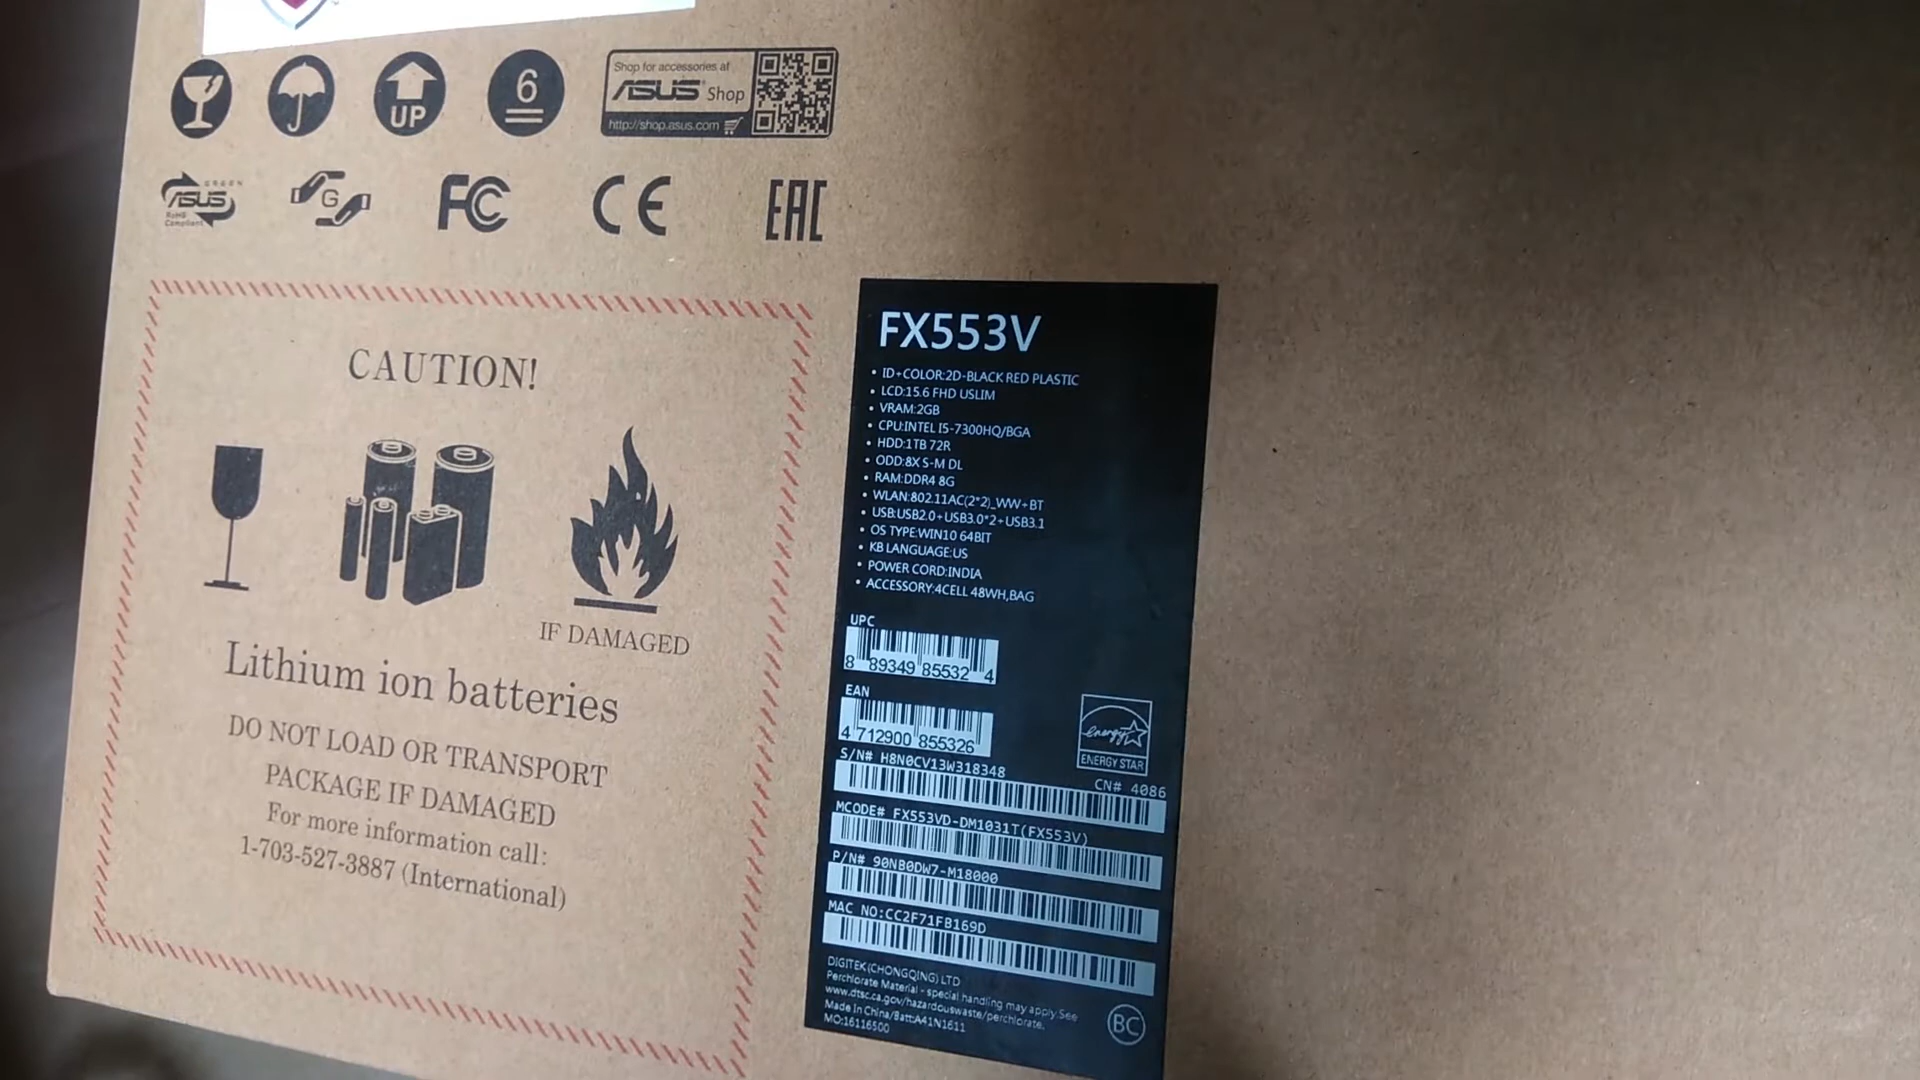 UP
6
Shop for accessories at
ASUS Shop
http://shop.asus.com
GREEN
ASUS
RoHS
Compliant
G
FC
CE
EAC
CAUTION!
IF DAMAGED
Lithium ion batteries
DO NOT LOAD OR TRANSPORT
PACKAGE IF DAMAGED
For more information call:
1-703-527-3887 (International)
FX553V
• ID+COLOR:2D-BLACK RED PLASTIC
• LCD:15.6 FHD USLIM
• VRAM:2GB
• CPU:INTEL I5-7300HQ/BGA
• HDD:1TB 72R
• ODD:8X S-M DL
• RAM:DDR4 8G
• WLAN:802.11AC(2*2)_WW+BT
• USB:USB2.0+USB3.0*2+USB3.1
• OS TYPE:WIN10 64BIT
• KB LANGUAGE:US
• POWER CORD:INDIA
• ACCESSORY:4CELL 48WH,BAG
UPC
8 89349 85532 4
EAN
4 712900 855326
energy
ENERGY STAR
S/N# H8N0CV13W318348
CN# 4086
MCODE# FX553VD-DM1031T(FX553V)
P/N# 90NB0DW7-M18000
MAC NO:CC2F71FB169D
DIGITEK(CHONGQING) LTD
Perchlorate Material - special handling may apply.See
www.dtsc.ca.gov/hazardouswaste/perchlorate.
Made in China/Batt:A41N1611
MO:16116500
BC